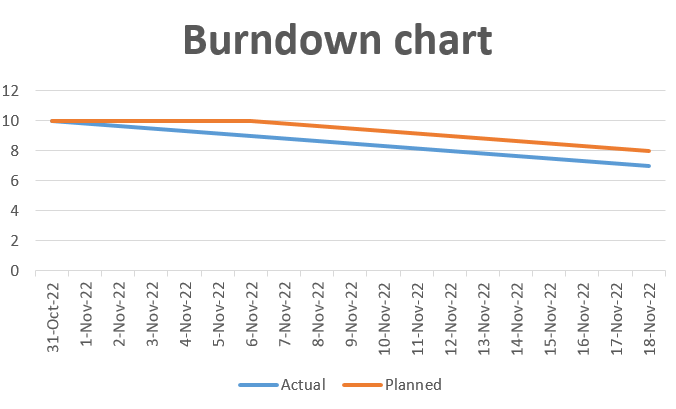 Burndown chart
12
10
8
6
4
2
0
31-Oct-22
1-Nov-22
2-Nov-22
3-Nov-22
4-Nov-22
5-Nov-22
6-Nov-22
7-Nov-22
8-Nov-22
9-Nov-22
10-Nov-22
11-Nov-22
12-Nov-22
13-Nov-22
14-Nov-22
15-Nov-22
16-Nov-22
17-Nov-22
18-Nov-22
Actual Planned